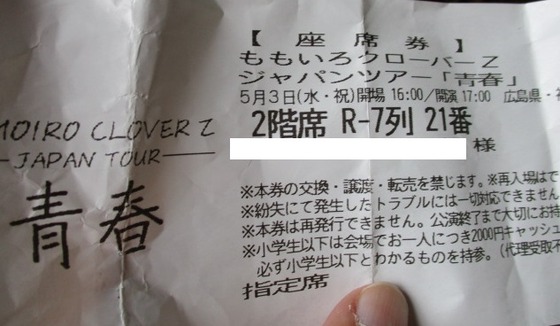 【 座 席 券 】
ももいろクローバーZ
ジャパンツアー「青春」
5月3日(水・祝)開場 16:00/開演 17:00 広島県・
2階席 R-7列 21番
様
※本券の交換・譲渡・転売を禁じます。※再入場はで
※紛失にて発生したトラブルには一切対応できません
※本券は再発行できません。公演終了まで大切にお持
※小学生以下は会場でお一人につき2000円キャッシュ
必ず小学生以下とわかるものを持参。(代理受取不
指定席
MOIRO CLOVER Z
JAPAN TOUR
青春